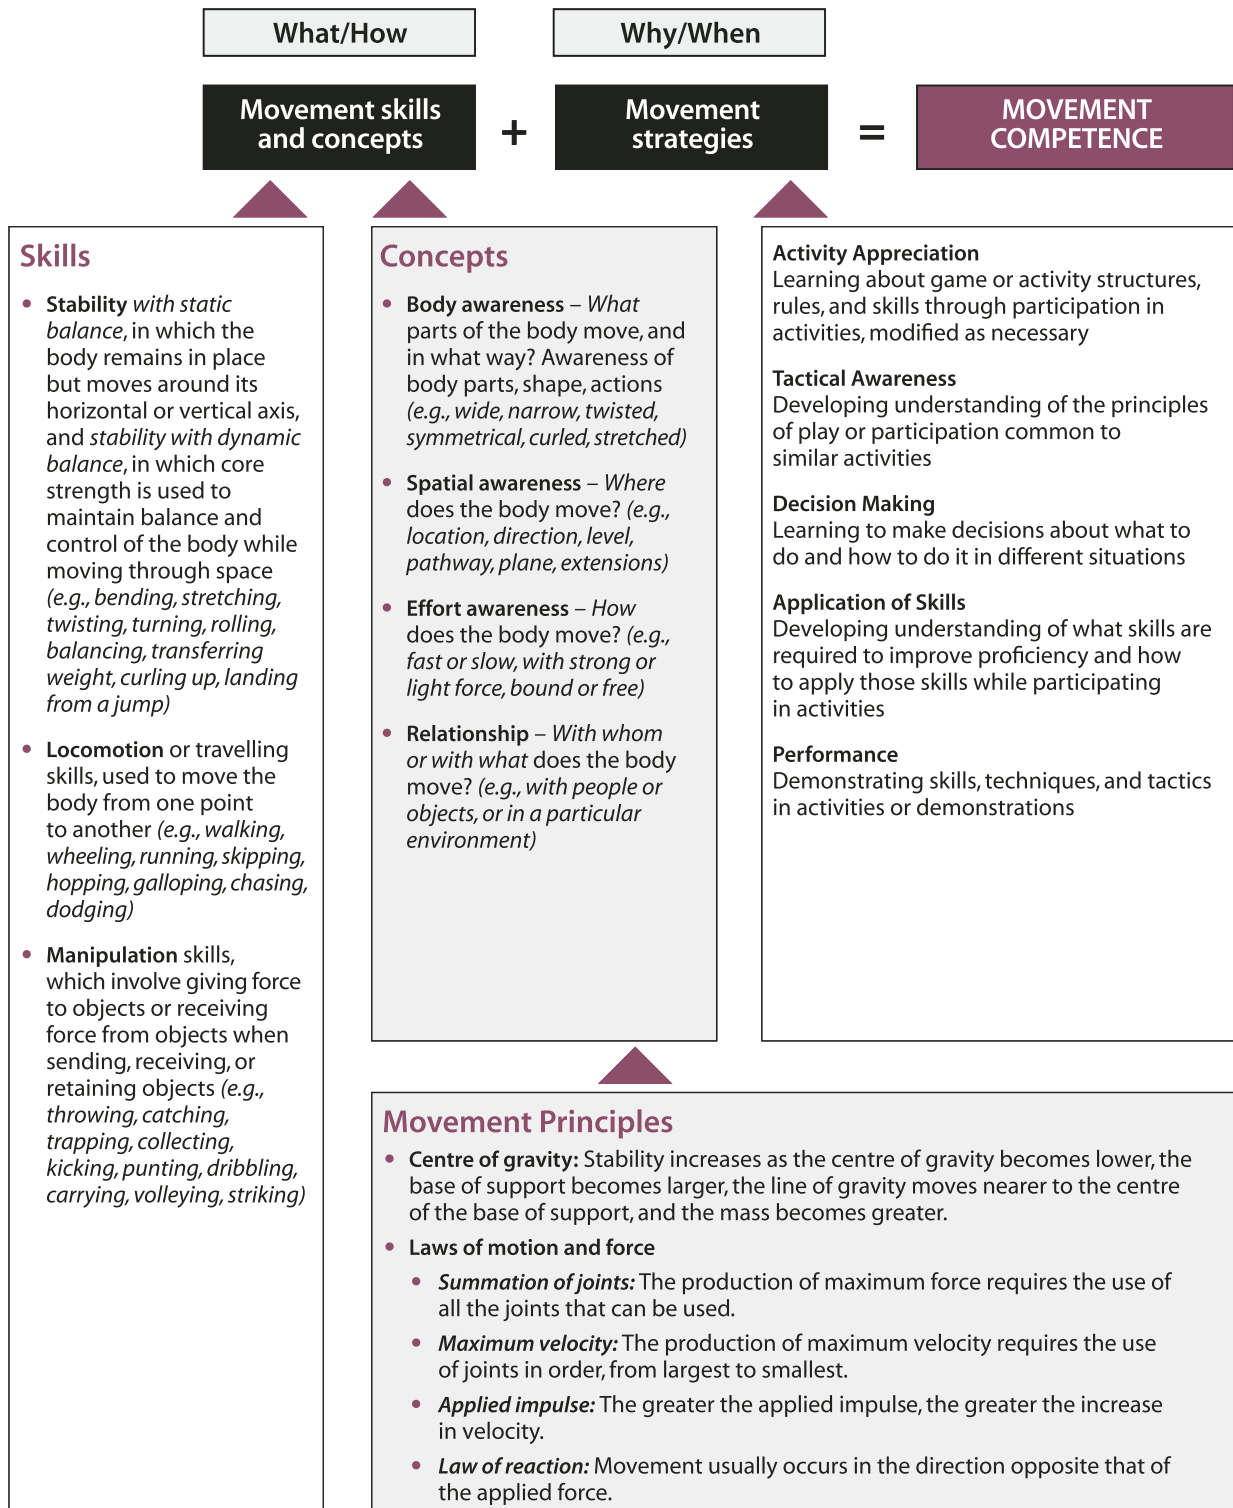 What/How
Why/When
Movement skills
and concepts
+
Movement
strategies
=
MOVEMENT
COMPETENCE
Skills
• Stability with static
balance, in which the
body remains in place
but moves around its
horizontal or vertical axis,
and stability with dynamic
balance, in which core
strength is used to
maintain balance and
control of the body while
moving through space
(e.g., bending, stretching,
twisting, turning, rolling,
balancing, transferring
weight, curling up, landing
from a jump)
• Locomotion or travelling
skills, used to move the
body from one point
to another (e.g., walking,
wheeling, running, skipping,
hopping, galloping, chasing,
dodging)
• Manipulation skills,
which involve giving force
to objects or receiving
force from objects when
sending, receiving, or
retaining objects (e.g.,
throwing, catching,
trapping, collecting,
kicking, punting, dribbling,
carrying, volleying, striking)
Concepts
• Body awareness – What
parts of the body move, and
in what way? Awareness of
body parts, shape, actions
(e.g., wide, narrow, twisted,
symmetrical, curled, stretched)
• Spatial awareness – Where
does the body move? (e.g.,
location, direction, level,
pathway, plane, extensions)
• Effort awareness – How
does the body move? (e.g.,
fast or slow, with strong or
light force, bound or free)
• Relationship – With whom
or with what does the body
move? (e.g., with people or
objects, or in a particular
environment)
Activity Appreciation
Learning about game or activity structures,
rules, and skills through participation in
activities, modified as necessary
Tactical Awareness
Developing understanding of the principles
of play or participation common to
similar activities
Decision Making
Learning to make decisions about what to
do and how to do it in different situations
Application of Skills
Developing understanding of what skills are
required to improve proficiency and how
to apply those skills while participating
in activities
Performance
Demonstrating skills, techniques, and tactics
in activities or demonstrations
Movement Principles
• Centre of gravity: Stability increases as the centre of gravity becomes lower, the
base of support becomes larger, the line of gravity moves nearer to the centre
of the base of support, and the mass becomes greater.
• Laws of motion and force
• Summation of joints: The production of maximum force requires the use of
all the joints that can be used.
• Maximum velocity: The production of maximum velocity requires the use
of joints in order, from largest to smallest.
• Applied impulse: The greater the applied impulse, the greater the increase
in velocity.
• Law of reaction: Movement usually occurs in the direction opposite that of
the applied force.